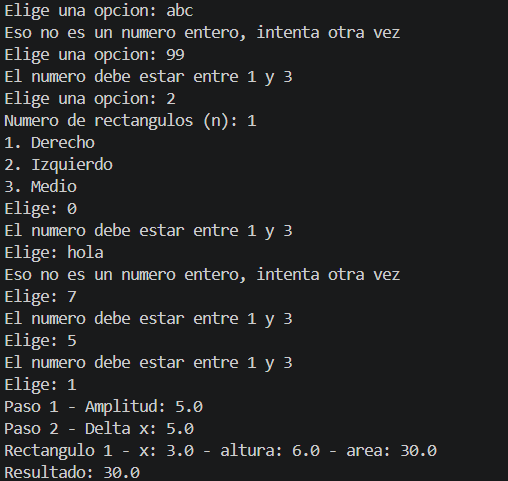 Elige una opcion: abc
Eso no es un numero entero, intenta otra vez
Elige una opcion: 99
El numero debe estar entre 1 y 3
Elige una opcion: 2
Numero de rectangulos (n): 1
1. Derecho
2. Izquierdo
3. Medio
Elige: 0
El numero debe estar entre 1 y 3
Elige: hola
Eso no es un numero entero, intenta otra vez
Elige: 7
El numero debe estar entre 1 y 3
Elige: 5
El numero debe estar entre 1 y 3
Elige: 1
Paso 1 - Amplitud: 5.0
Paso 2 - Delta x: 5.0
Rectangulo 1 - x: 3.0 - altura: 6.0 - area: 30.0
Resultado: 30.0